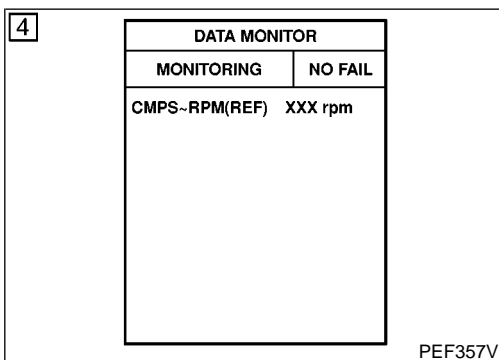 4
DATA MONITOR
MONITORING NO FAIL
CMPS~RPM(REF) XXX rpm
PEF357V